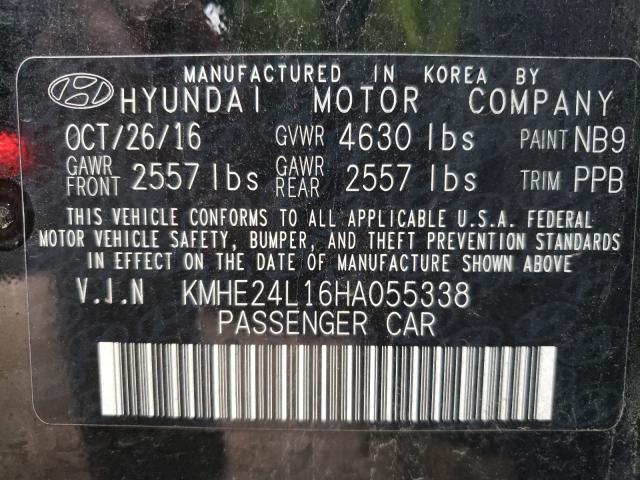 MANUFACTURED IN KOREA BY
HYUNDAI MOTOR COMPANY
OCT/26/16 GVWR 4630 lbs PAINT NB9
GAWR FRONT 2557 lbs GAWR REAR 2557 lbs TRIM PPB
THIS VEHICLE CONFORMS TO ALL APPLICABLE U.S.A. FEDERAL
MOTOR VEHICLE SAFETY, BUMPER, AND THEFT PREVENTION STANDARDS
IN EFFECT ON THE DATE OF MANUFACTURE SHOWN ABOVE
V.I.N KMHE24L16HA055338
PASSENGER CAR